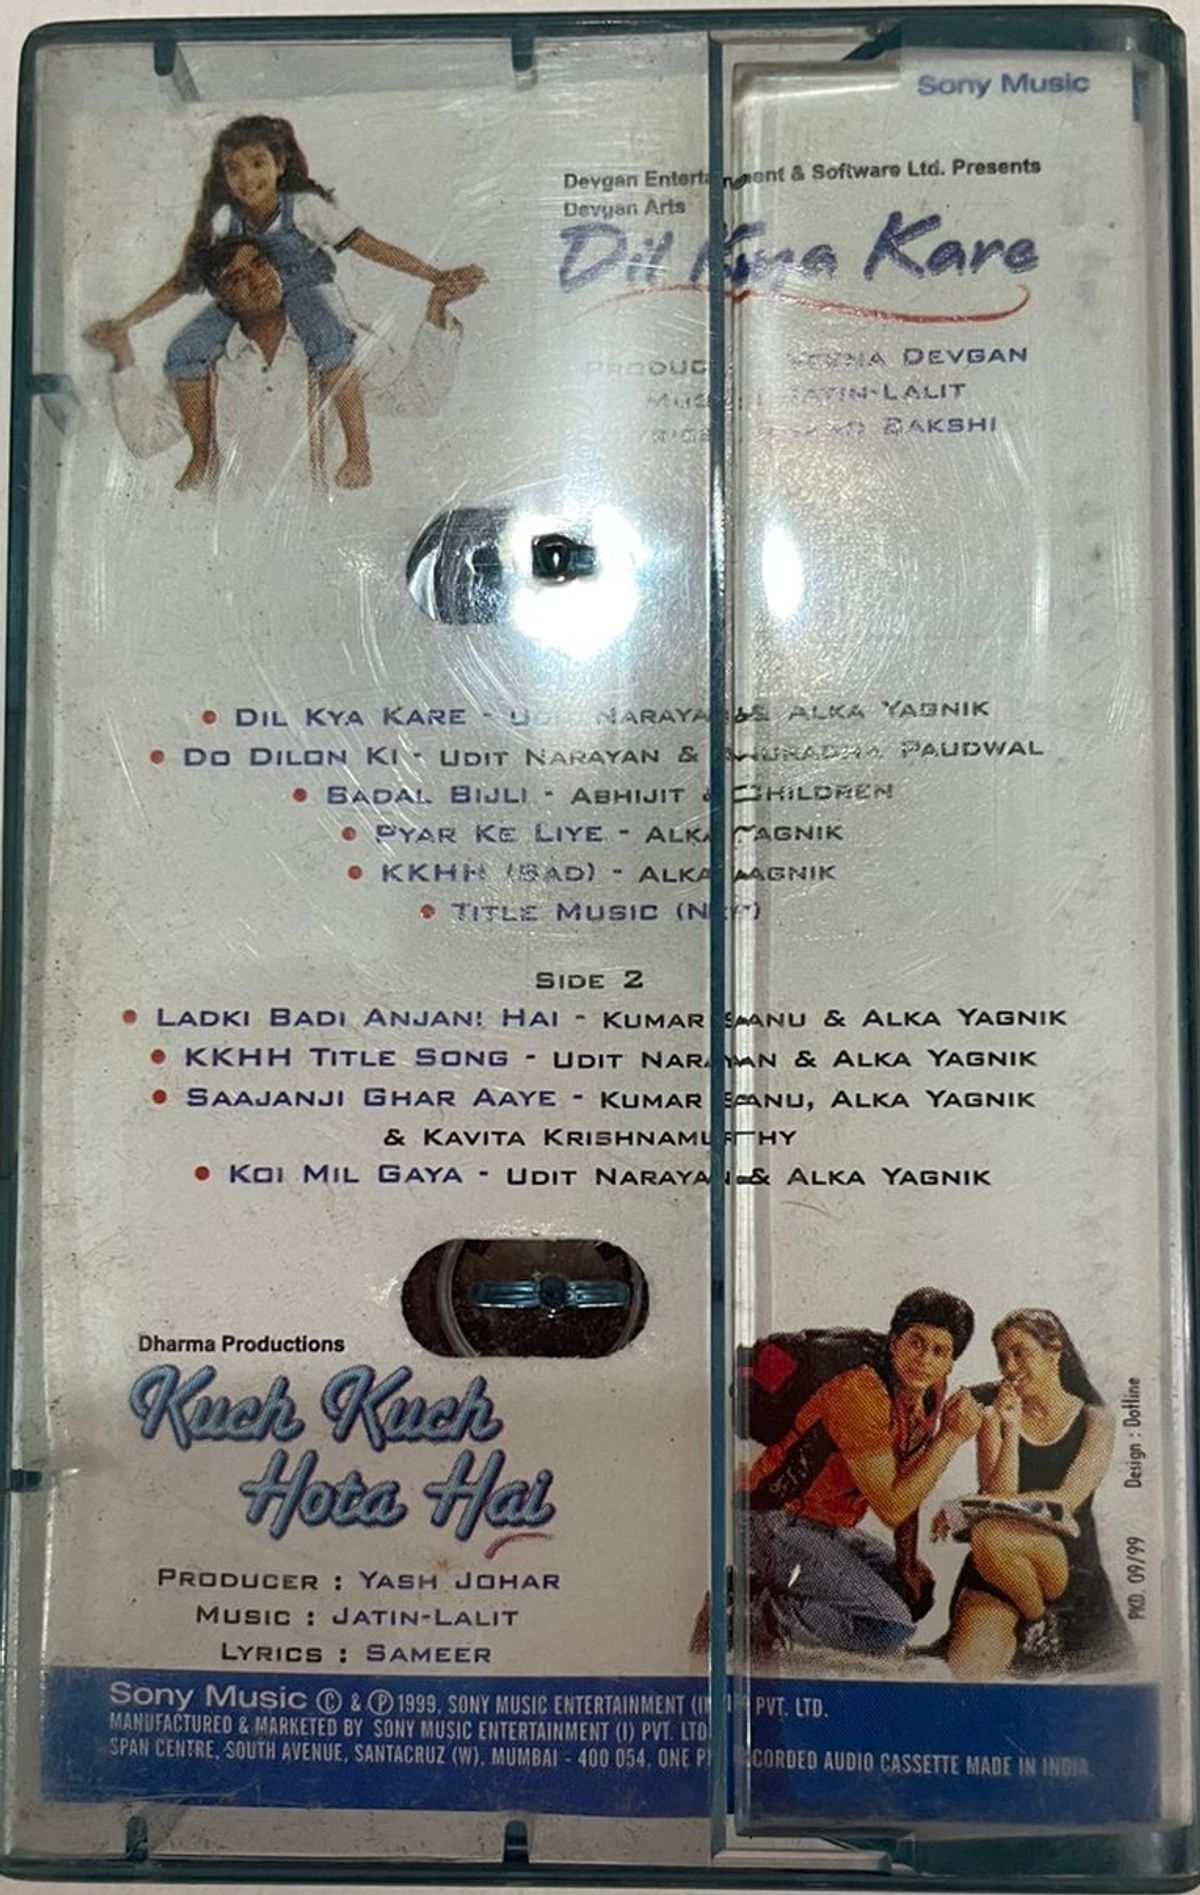 Sony Music
Devgan Entertainment & Software Ltd. Presents
Devgan Arts
Dil Kya Kare
DEVGAN
JATIN-LALIT
BAKSHI
• DIL KYA KARE - UDIT NARAYAN & ALKA YAGNIK
• DO DILON KI - UDIT NARAYAN & ANURADHA PAUDWAL
• BADAL BIJLI - ABHIJIT & CHILDREN
• PYAR KE LIYE - ALKA YAGNIK
• KKHH (SAD) - ALKA YAGNIK
• TITLE MUSIC
SIDE 2
• LADKI BADI ANJANI HAI - KUMAR SANU & ALKA YAGNIK
• KKHH TITLE SONG - UDIT NARAYAN & ALKA YAGNIK
• SAAJANJI GHAR AAYE - KUMAR SANU, ALKA YAGNIK
& KAVITA KRISHNAMURTHY
• KOI MIL GAYA - UDIT NARAYAN & ALKA YAGNIK
Dharma Productions
Kuch Kuch
Hota Hai
PRODUCER : YASH JOHAR
MUSIC : JATIN-LALIT
LYRICS : SAMEER
PKD. 09/99 Design : Dotline
Sony Music © & ℗ 1999, SONY MUSIC ENTERTAINMENT (INDIA) PVT. LTD.
MANUFACTURED & MARKETED BY SONY MUSIC ENTERTAINMENT (I) PVT. LTD.
SPAN CENTRE, SOUTH AVENUE, SANTACRUZ (W), MUMBAI - 400 054. ONE PRERECORDED AUDIO CASSETTE MADE IN INDIA.